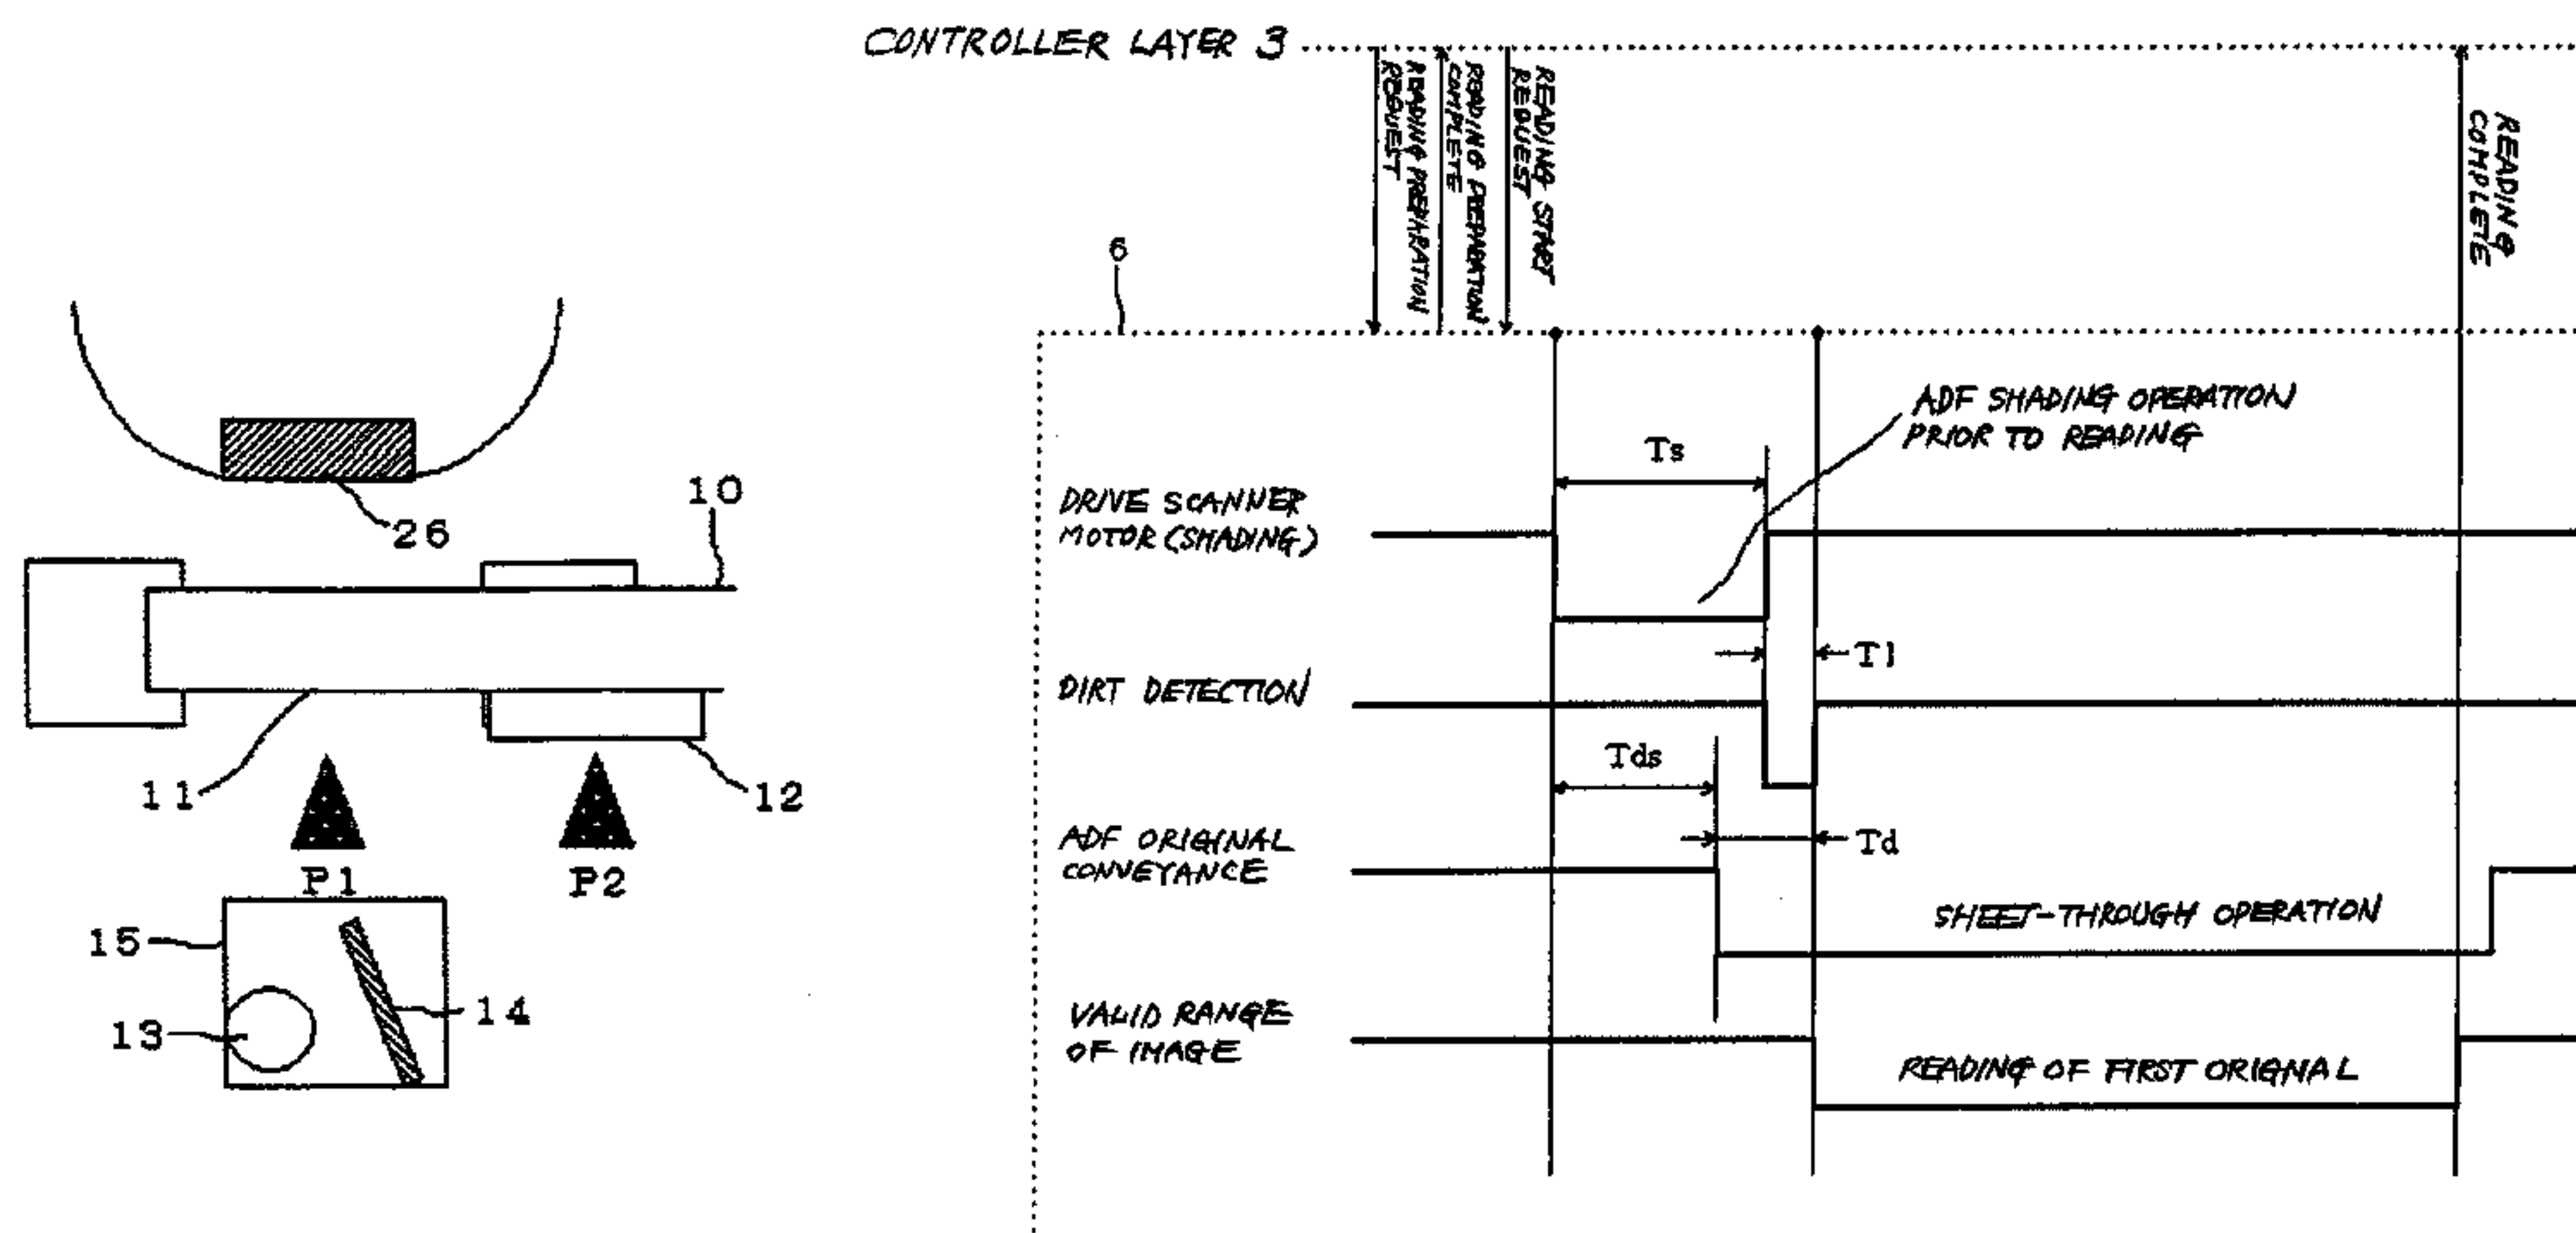 CONTROLLER LAYER 3
READING PREPARATION
REQUEST
READING PREPARATION
COMPLETE
READING START
REQUEST
READING
COMPLETE
6
26
10
11
12
P1
P2
15
13
14
ADF SHADING OPERATION
PRIOR TO READING
Ts
DRIVE SCANNER
MOTOR (SHADING)
T1
DIRT DETECTION
Tds
Td
ADF ORIGINAL
CONVEYANCE
SHEET-THROUGH OPERATION
VALID RANGE
OF IMAGE
READING OF FIRST ORIGNAL